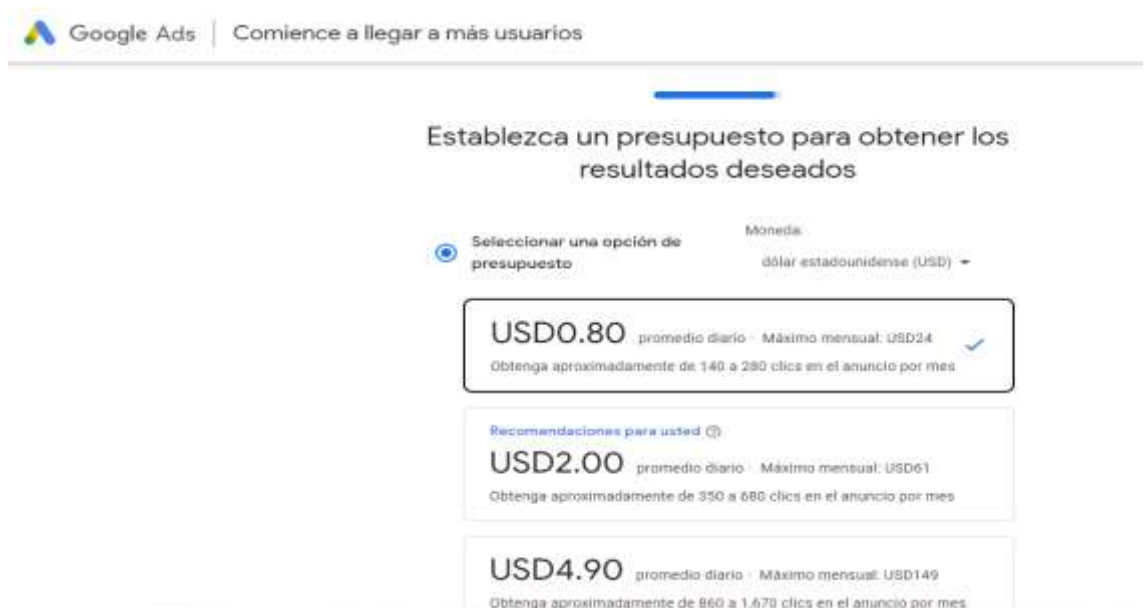 Google Ads | Comience a llegar a más usuarios
Establezca un presupuesto para obtener los
resultados deseados
Seleccionar una opción de
presupuesto
Moneda:
dólar estadounidense (USD)
USD0.80 promedio diario · Máximo mensual: USD24
Obtenga aproximadamente de 140 a 280 clics en el anuncio por mes
Recomendaciones para usted
USD2.00 promedio diario · Máximo mensual: USD61
Obtenga aproximadamente de 350 a 680 clics en el anuncio por mes
USD4.90 promedio diario · Máximo mensual: USD149
Obtenga aproximadamente de 860 a 1.670 clics en el anuncio por mes